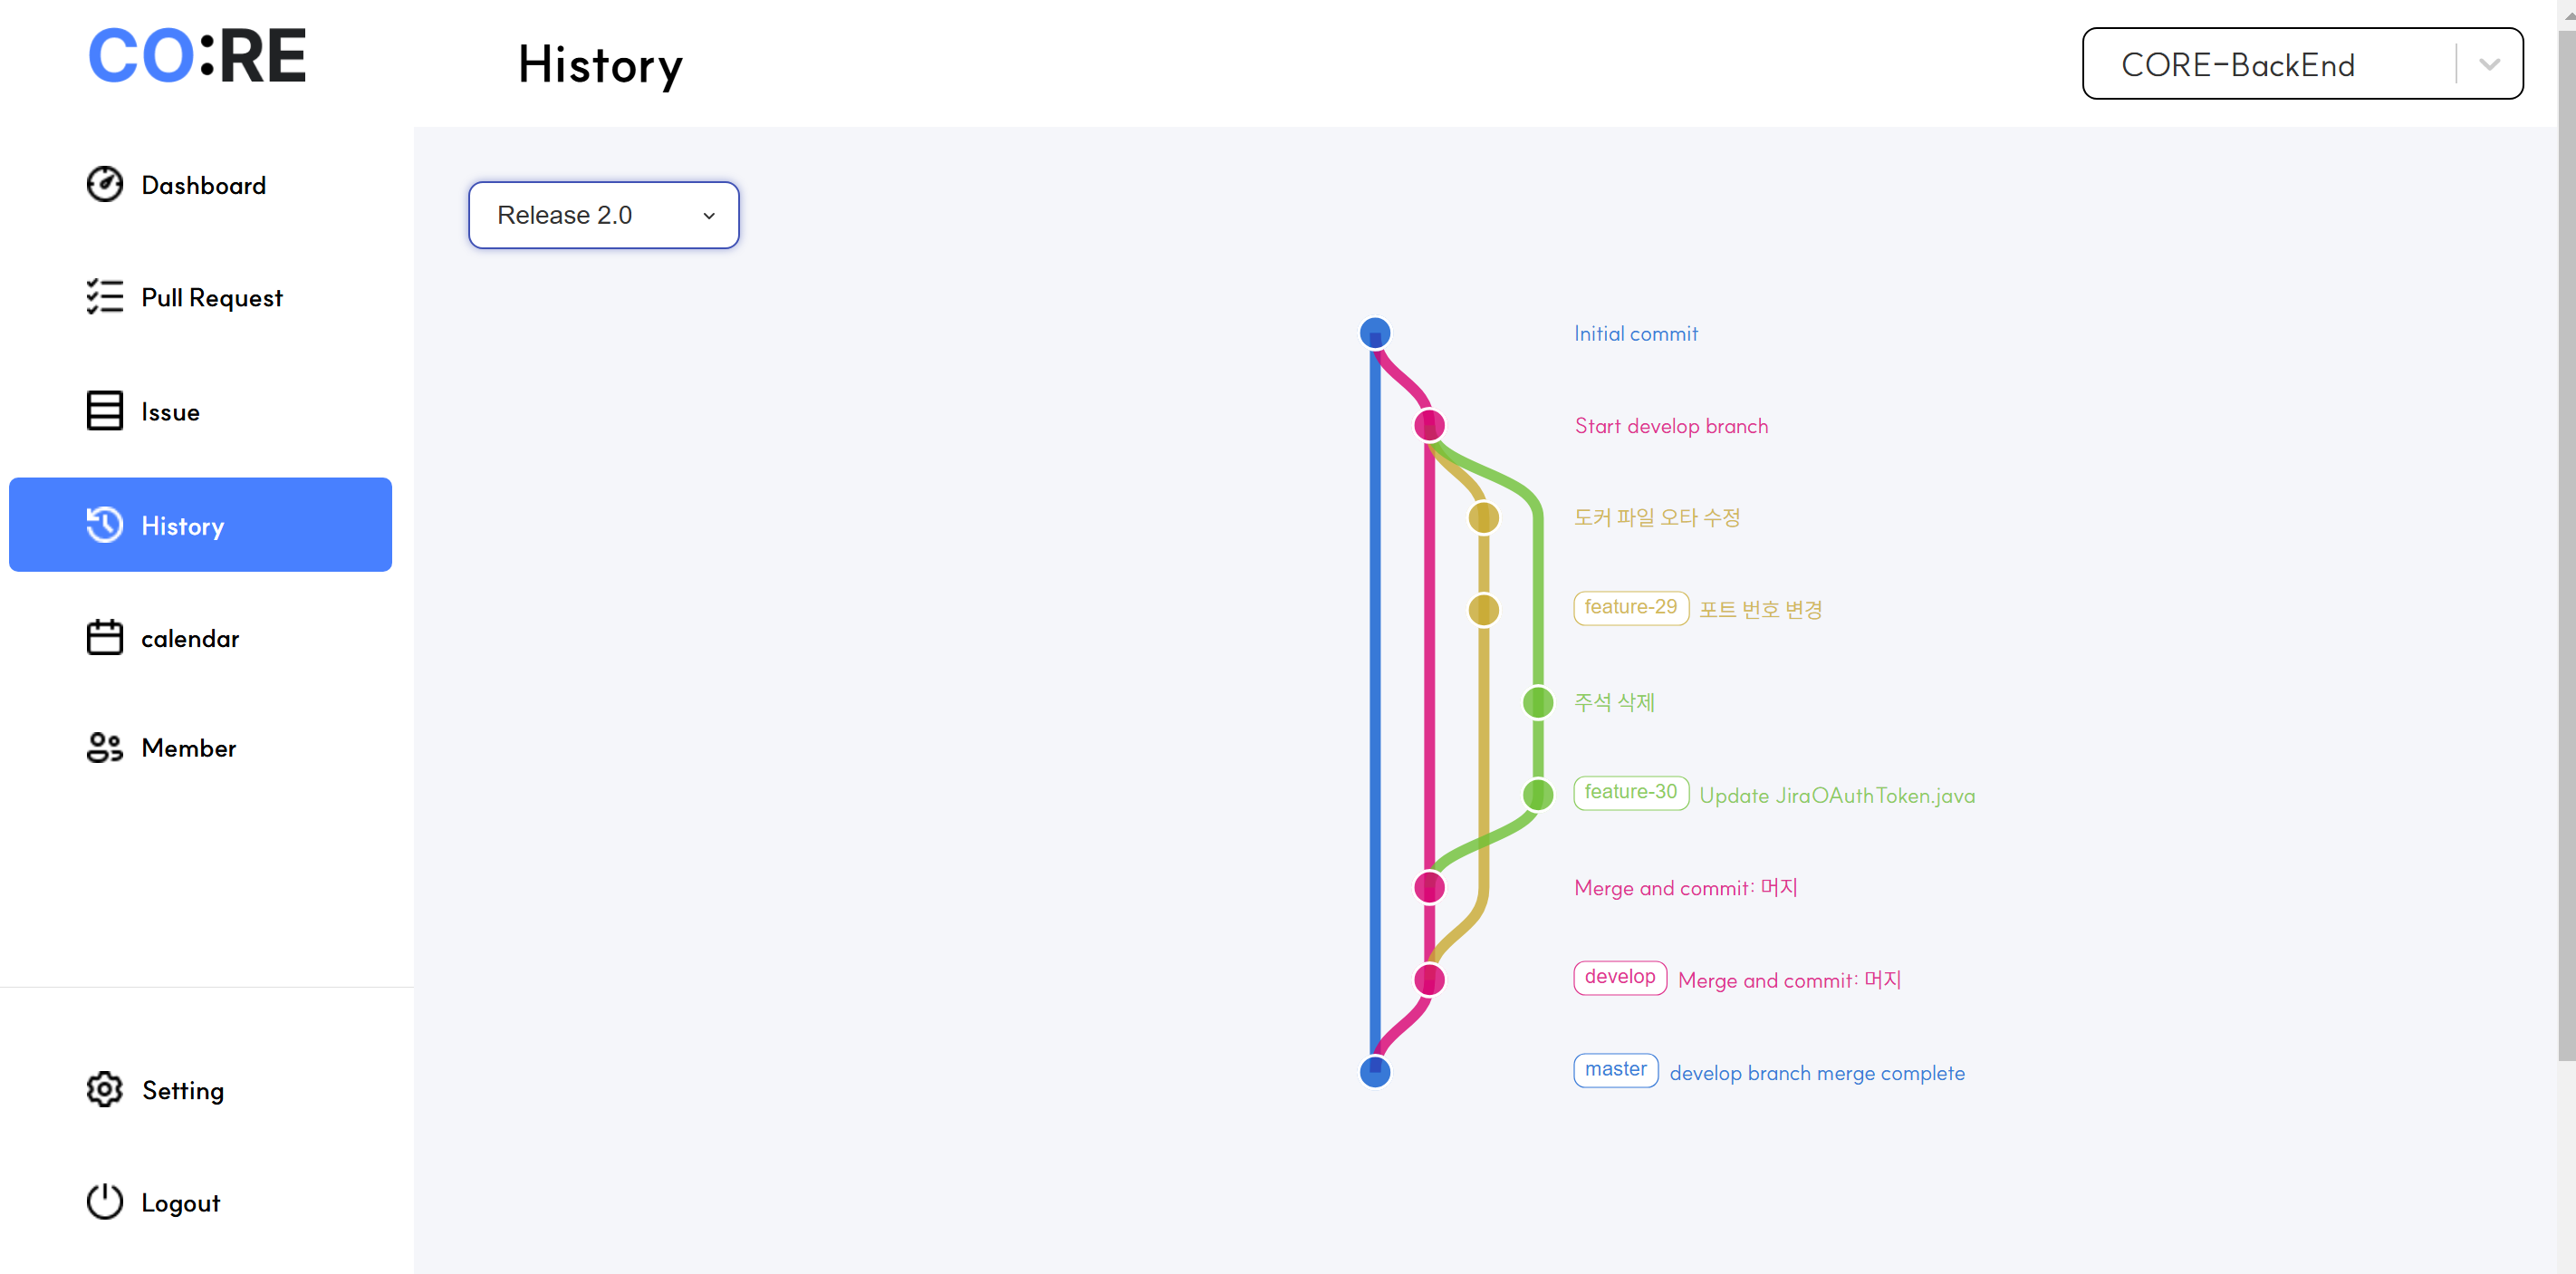 CO:RE
History
CORE-BackEnd
Dashboard
Pull Request
Issue
History
calendar
Member
Setting
Logout
Release 2.0
Initial commit
Start develop branch
도커 파일 오타 수정
feature-29 포트 번호 변경
주석 삭제
feature-30 Update JiraOAuthToken.java
Merge and commit: 머지
develop Merge and commit: 머지
master develop branch merge complete